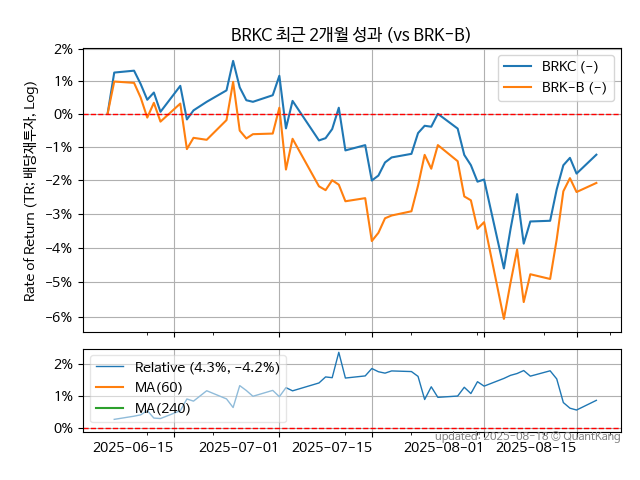 BRKC 최근 2개월 성과 (vs BRK-B)
Rate of Return (TR: 배당재투자, Log)
2%
1%
0%
-1%
-2%
-3%
-4%
-5%
-6%
BRKC (-)
BRK-B (-)
2%
1%
0%
Relative (4.3%, -4.2%)
MA(60)
MA(240)
updated: 2025-08-18 © QuantKang
2025-06-15
2025-07-01
2025-07-15
2025-08-01
2025-08-15